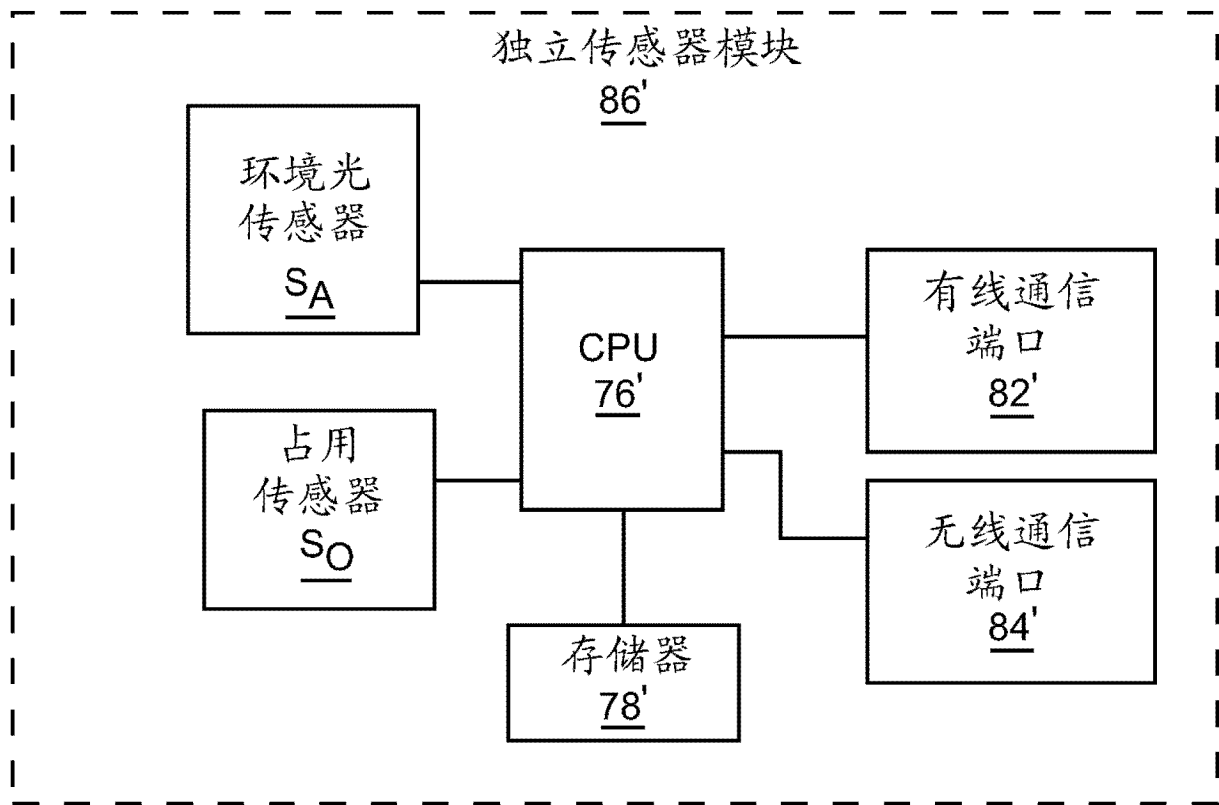 独立传感器模块
86'
环境光
传感器
SA
CPU
76'
有线通信
端口
82'
占用
传感器
SO
无线通信
端口
84'
存储器
78'